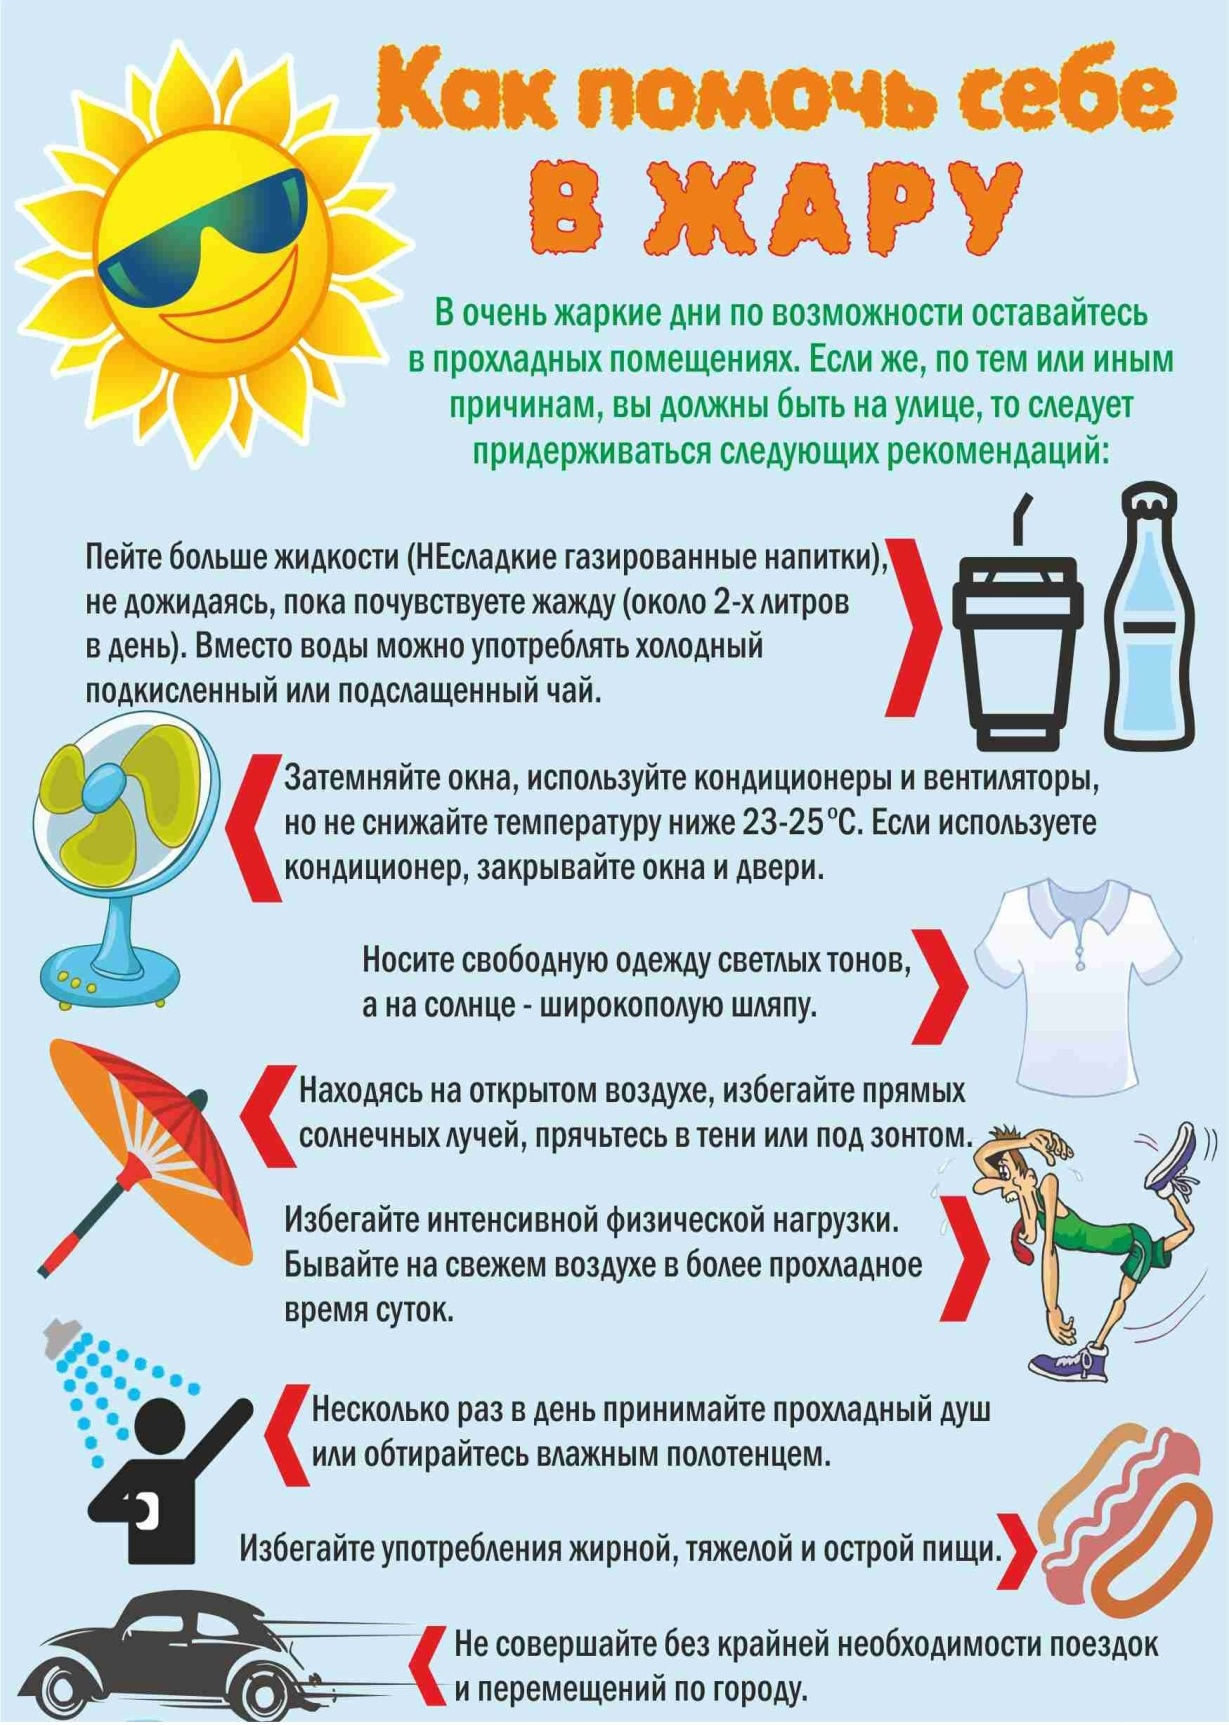 Как помочь себе
В ЖАРУ
В очень жаркие дни по возможности оставайтесь
в прохладных помещениях. Если же, по тем или иным
причинам, вы должны быть на улице, то следует
придерживаться следующих рекомендаций:
Пейте больше жидкости (НЕсладкие газированные напитки),
не дожидаясь, пока почувствуете жажду (около 2-х литров
в день). Вместо воды можно употреблять холодный
подкисленный или подслащенный чай.
Затемняйте окна, используйте кондиционеры и вентиляторы,
но не снижайте температуру ниже 23-25 ºС. Если используете
кондиционер, закрывайте окна и двери.
Носите свободную одежду светлых тонов,
а на солнце - широкополую шляпу.
Находясь на открытом воздухе, избегайте прямых
солнечных лучей, прячьтесь в тени или под зонтом.
Избегайте интенсивной физической нагрузки.
Бывайте на свежем воздухе в более прохладное
время суток.
Несколько раз в день принимайте прохладный душ
или обтирайтесь влажным полотенцем.
Избегайте употребления жирной, тяжелой и острой пищи.
Не совершайте без крайней необходимости поездок
и перемещений по городу.